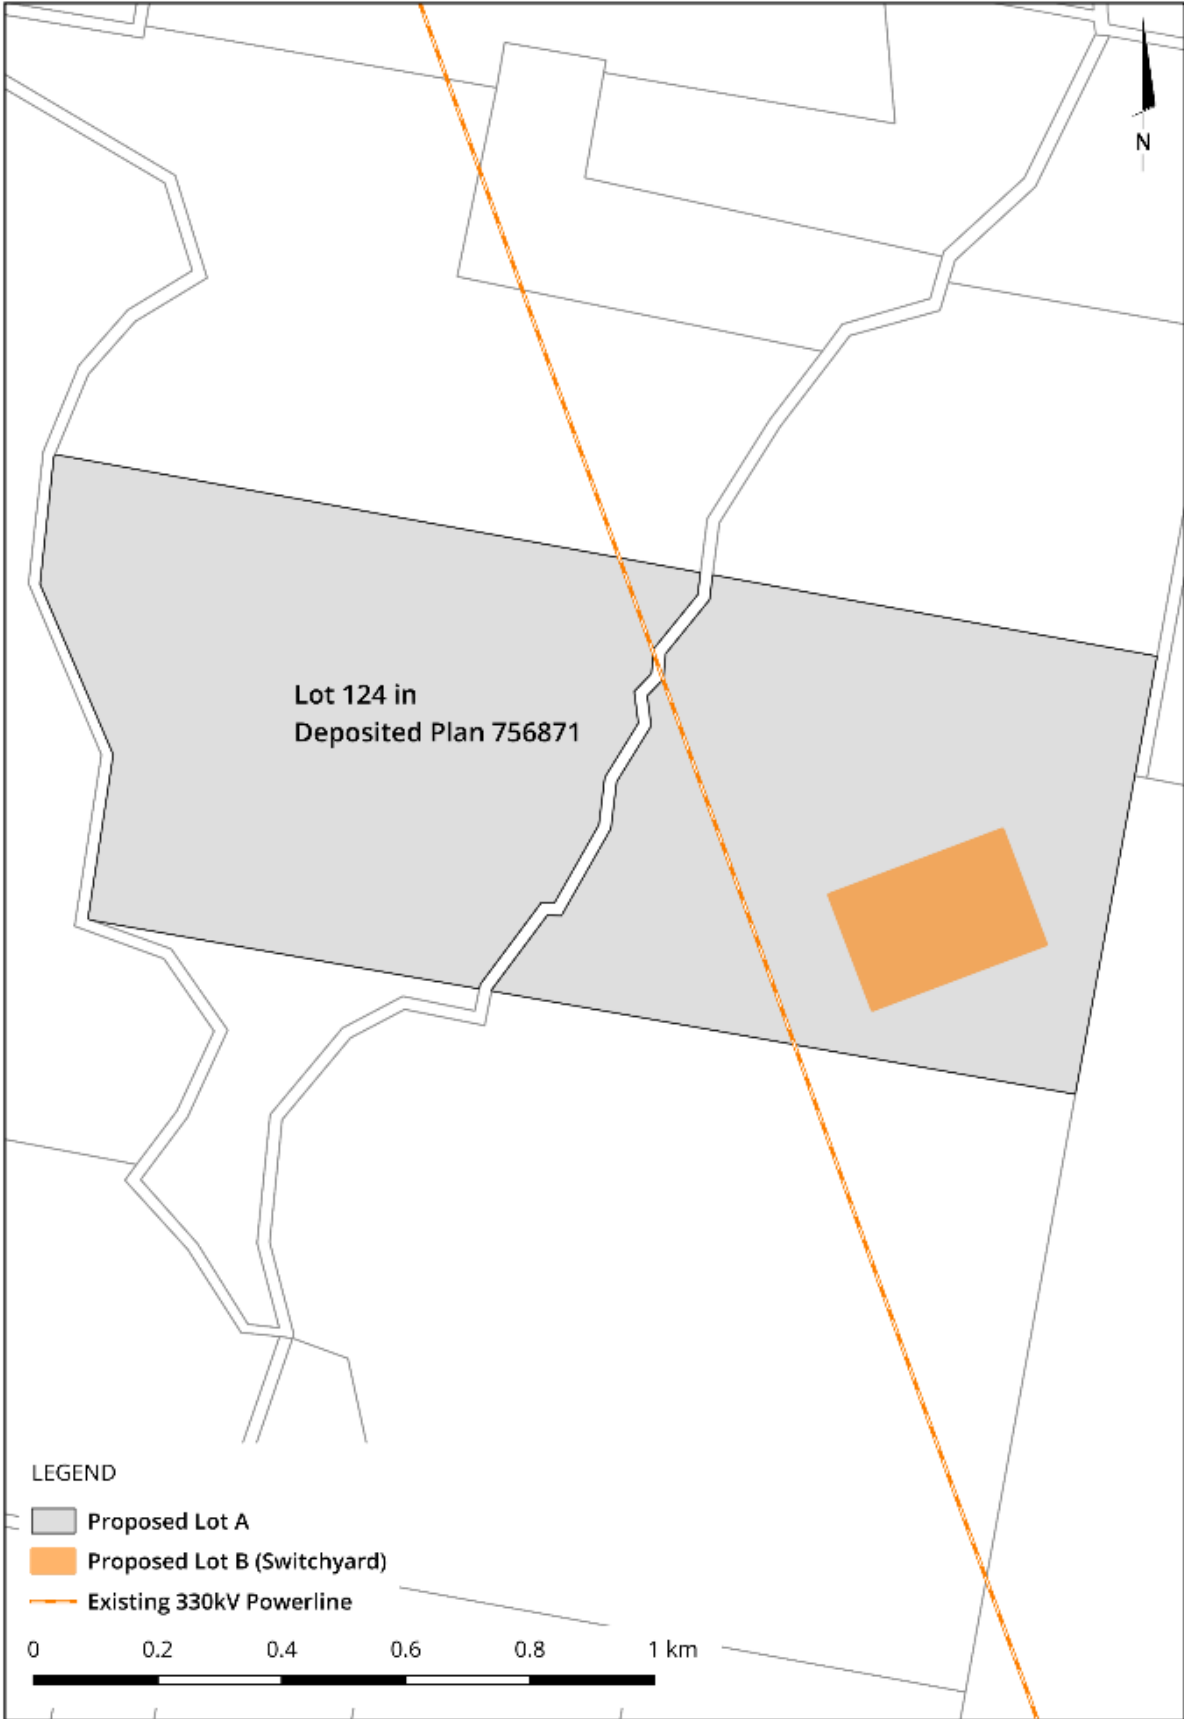 N
Lot 124 in
Deposited Plan 756871
LEGEND
Proposed Lot A
Proposed Lot B (Switchyard)
Existing 330kV Powerline
0 0.2 0.4 0.6 0.8 1 km